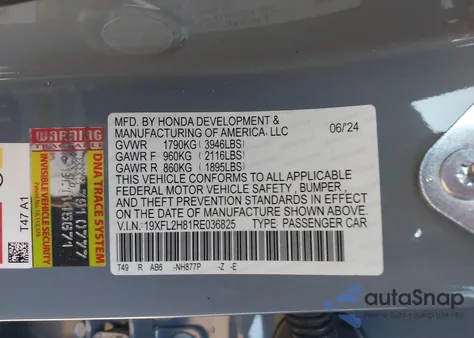 MFD. BY HONDA DEVELOPMENT &
MANUFACTURING OF AMERICA, LLC 06/'24
GVWR 1790KG (3946LBS)
GAWR F 960KG (2116LBS)
GAWR R 860KG (1895LBS)
THIS VEHICLE CONFORMS TO ALL APPLICABLE
FEDERAL MOTOR VEHICLE SAFETY, BUMPER,
AND THEFT PREVENTION STANDARDS IN EFFECT
ON THE DATE OF MANUFACTURE SHOWN ABOVE.
V.I.N.: 19XFL2H81RE036825 TYPE: PASSENGER CAR
T49 R AB6 -NH877P -Z -E
WARNING
T47 A1
INVISIBLE SECURITY
DNA TRACE SYSTEM
autoSnap